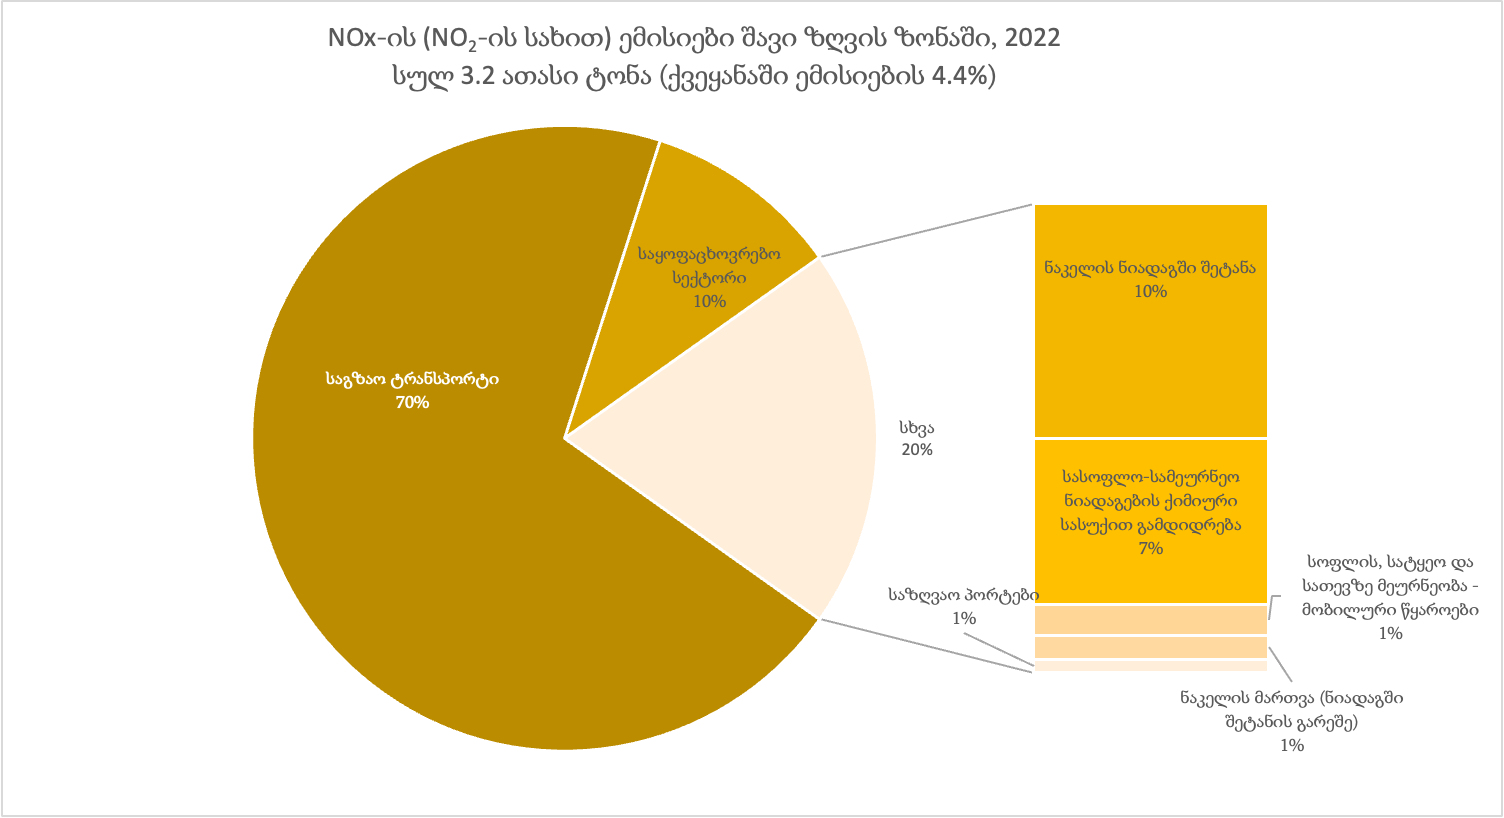 NOx-ის (NO₂-ის სახით) ემისიები შავი ზღვის ზონაში, 2022
სულ 3.2 ათასი ტონა (ქვეყანაში ემისიების 4.4%)
საგზაო ტრანსპორტი
70%
საყოფაცხოვრებო
სექტორი
10%
სხვა
20%
ნაკელის ნიადაგში შეტანა
10%
სასოფლო-სამეურნეო
ნიადაგების ქიმიური
სასუქით გამდიდრება
7%
საზღვაო პორტები
1%
სოფლის, სატყეო და
სათევზე მეურნეობა -
მობილური წყაროები
1%
ნაკელის მართვა (ნიადაგში
შეტანის გარეშე)
1%